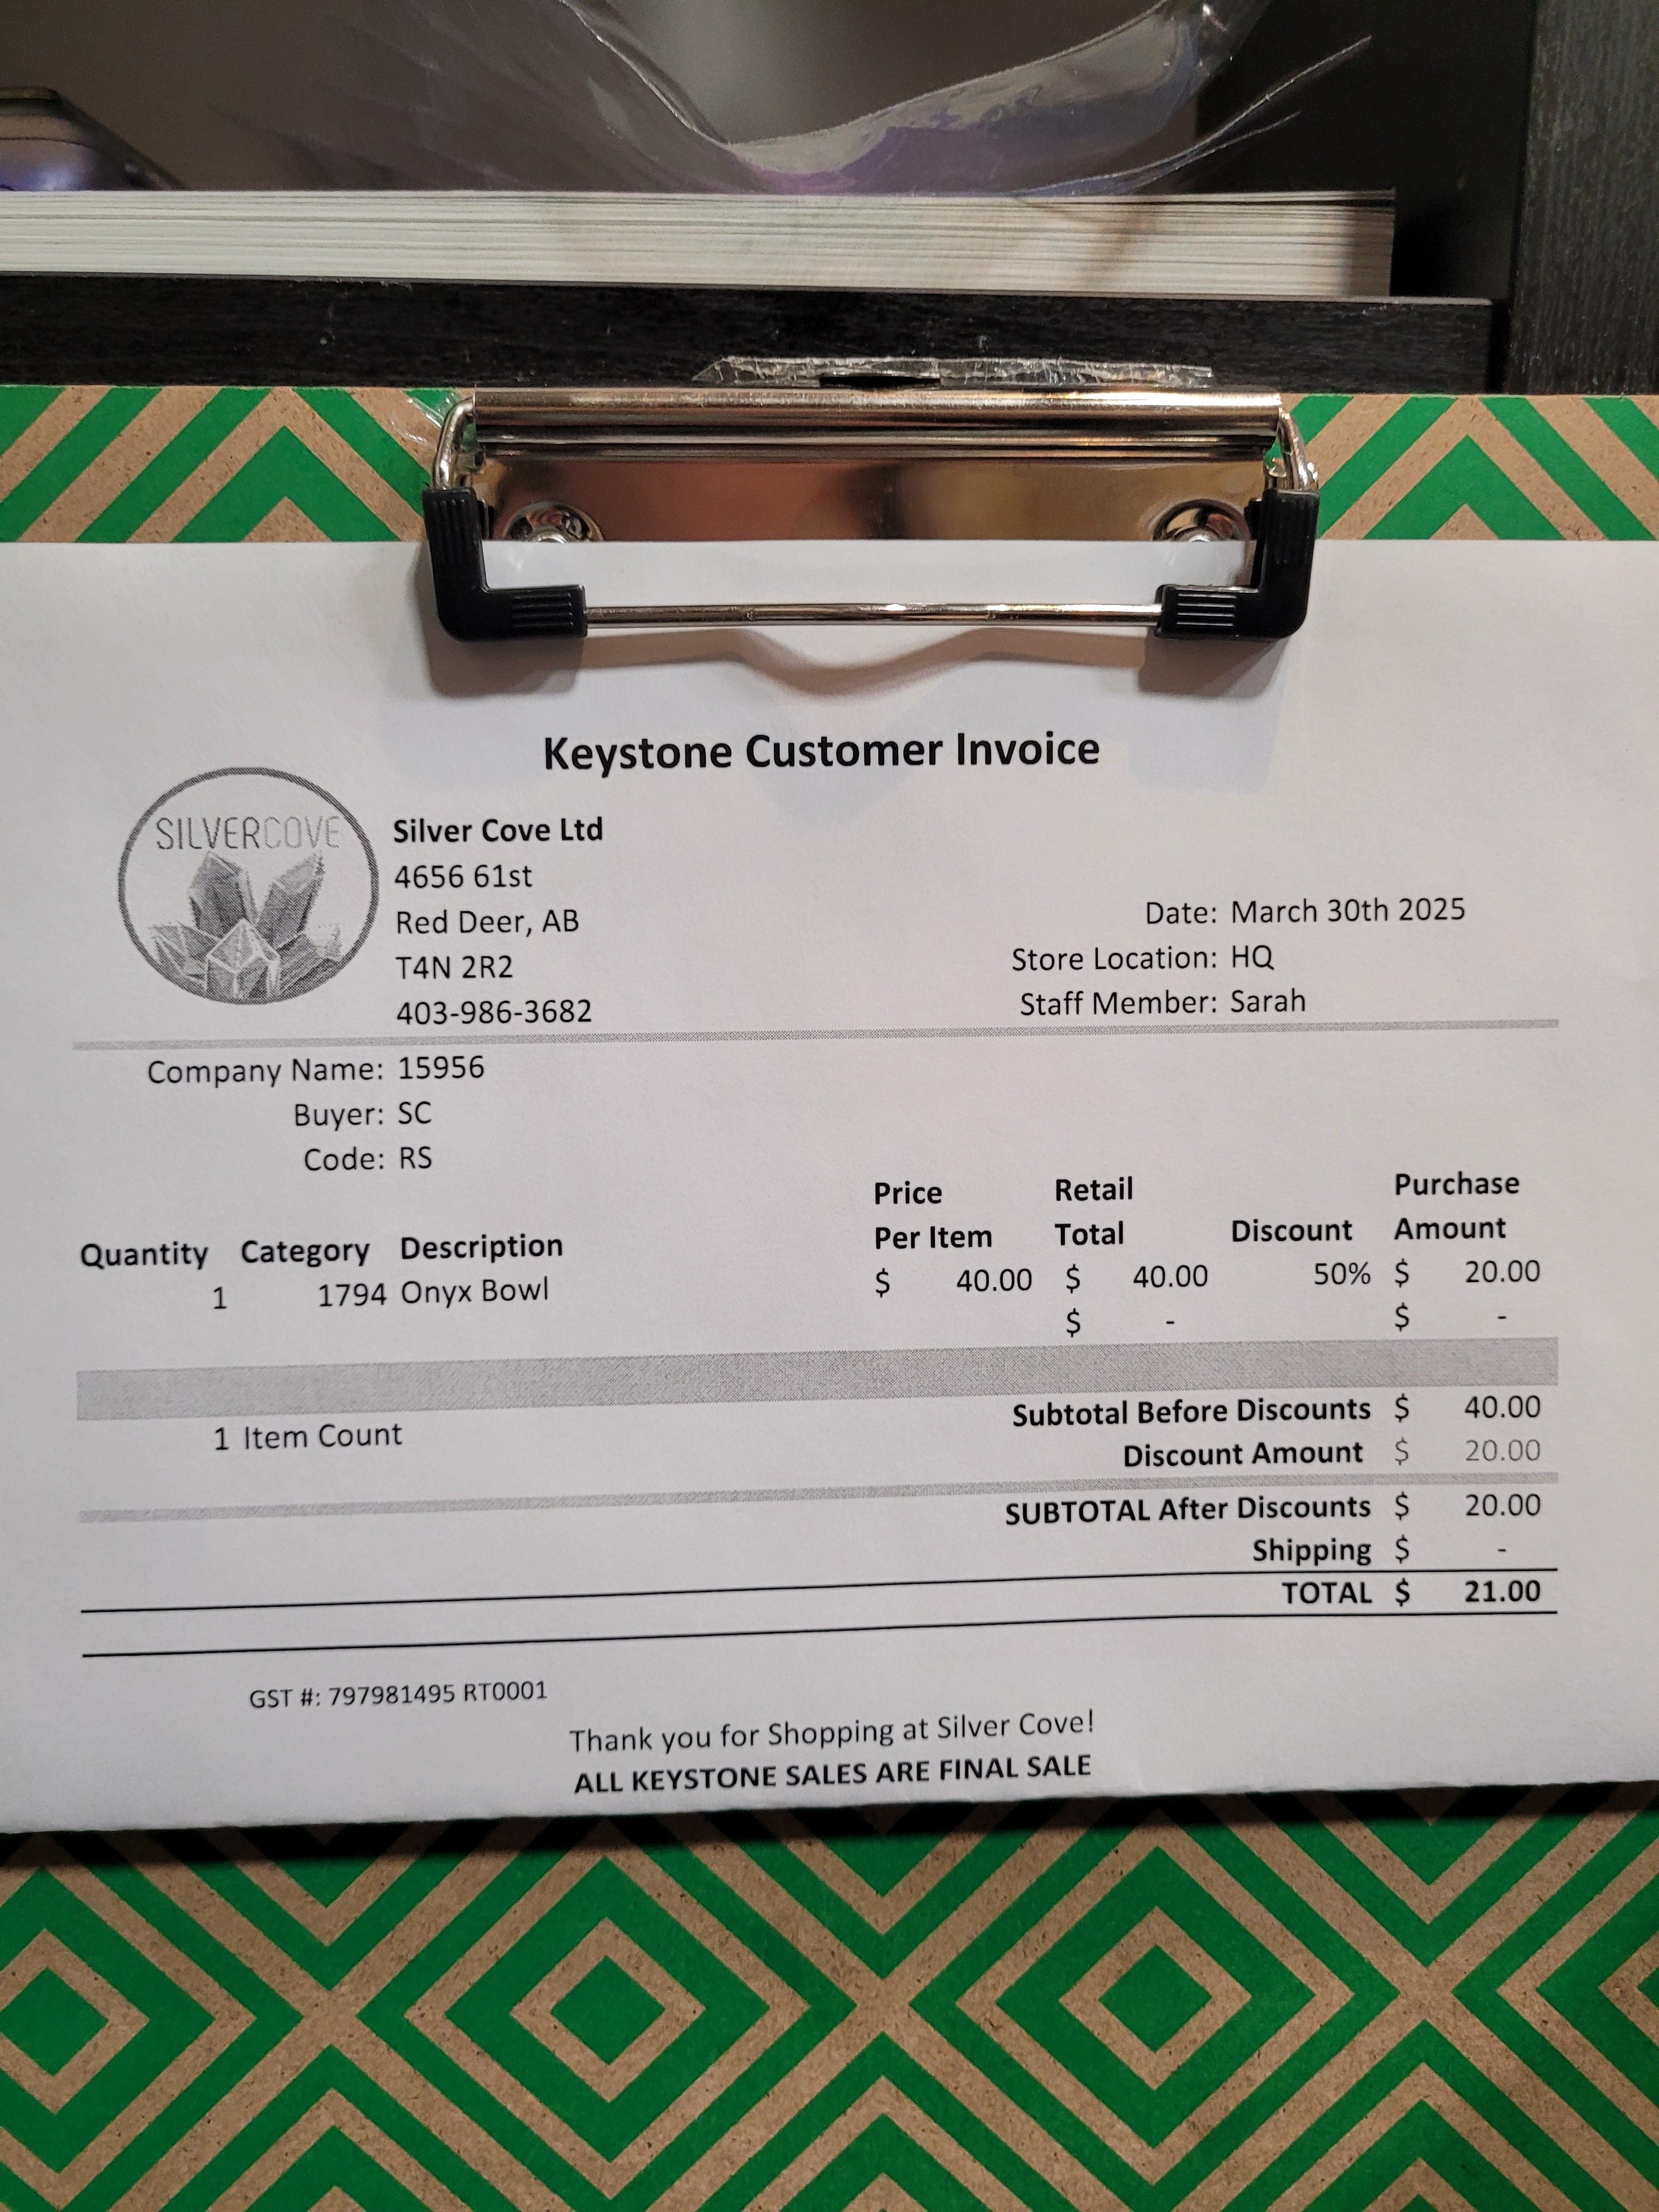 Keystone Customer Invoice
SILVERCOVE
Silver Cove Ltd
4656 61st
Red Deer, AB
T4N 2R2
403-986-3682
Date: March 30th 2025
Store Location: HQ
Staff Member: Sarah
Company Name: 15956
Buyer: SC
Code: RS
Quantity Category Description Price Per Item Retail Total Discount Purchase Amount
1 1794 Onyx Bowl $ 40.00 $ 40.00 50% $ 20.00
$ - $ -
Subtotal Before Discounts $ 40.00
1 Item Count
Discount Amount $ 20.00
SUBTOTAL After Discounts $ 20.00
Shipping $ -
TOTAL $ 21.00
GST #: 797981495 RT0001
Thank you for Shopping at Silver Cove!
ALL KEYSTONE SALES ARE FINAL SALE